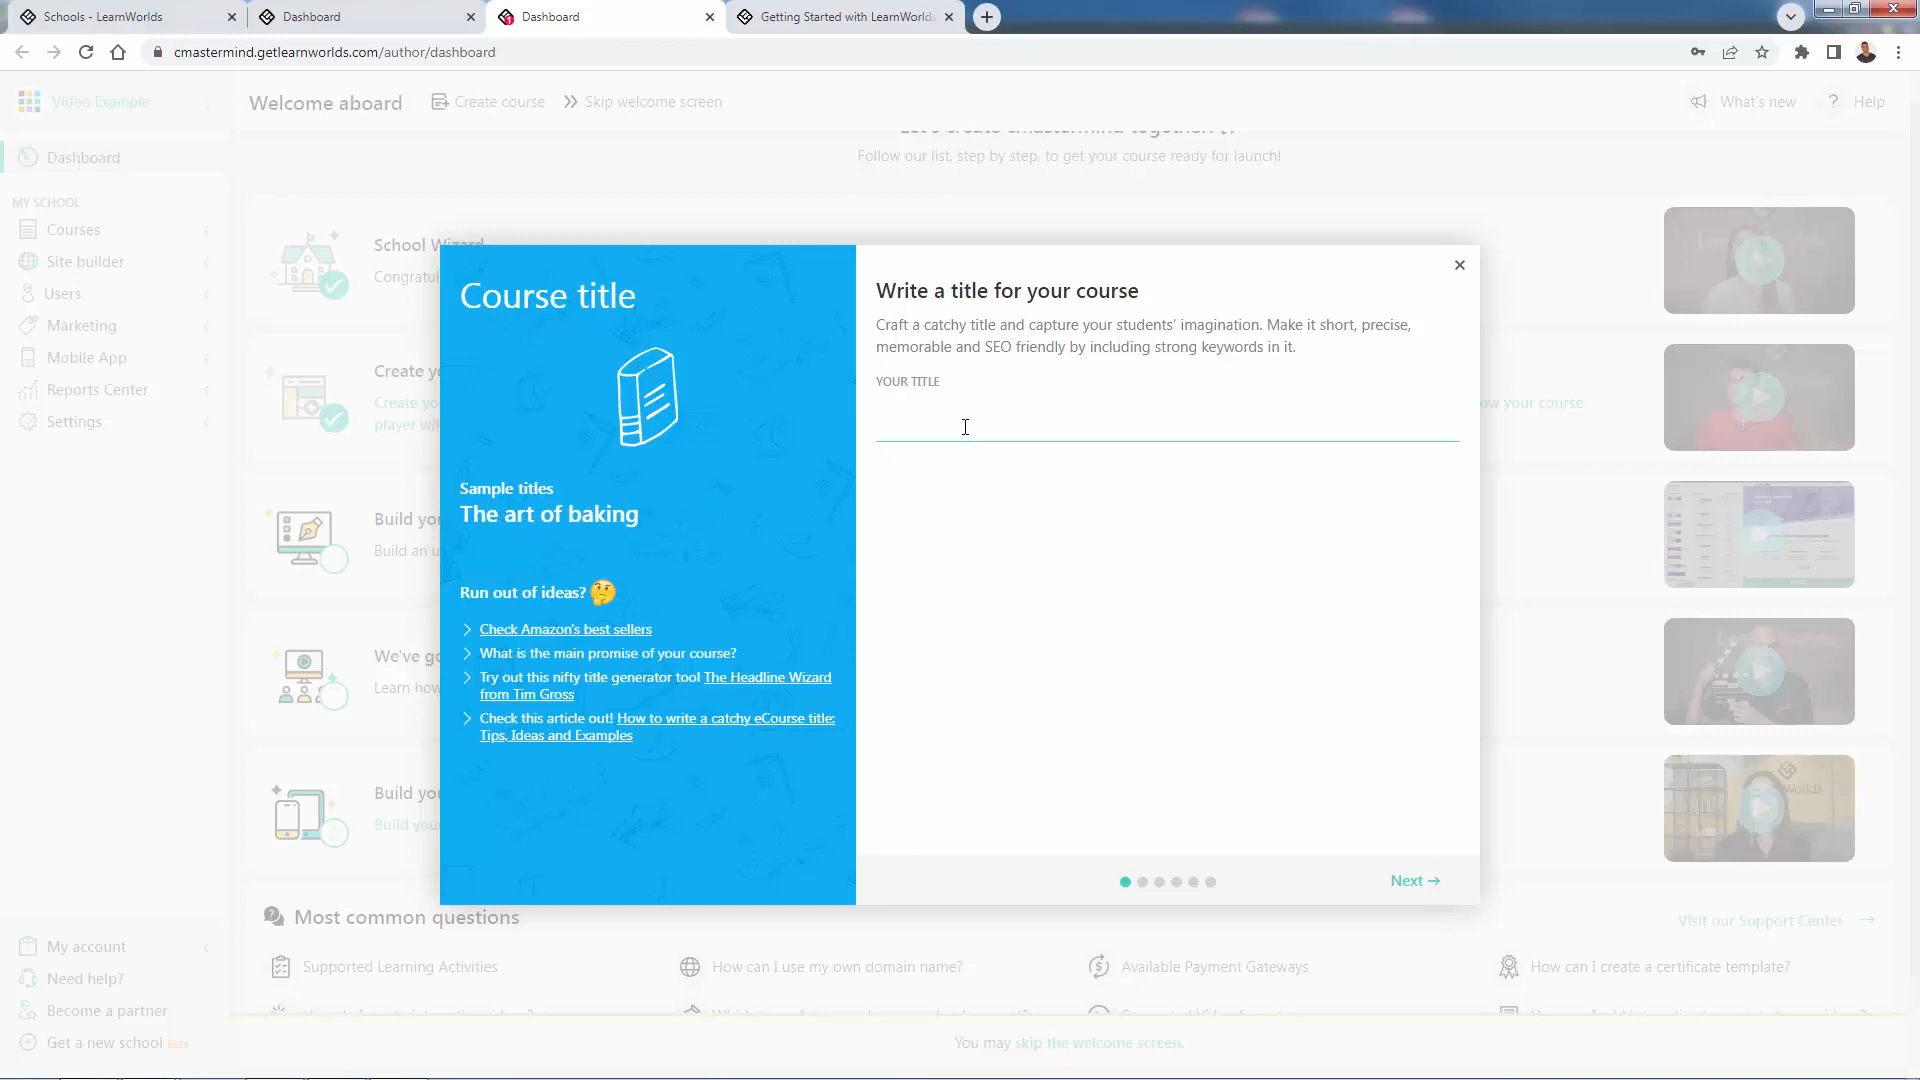 Schools - LearnWorlds
Dashboard
Dashboard
Getting Started with LearnWorlds
cmastermind.getlearnworlds.com/author/dashboard
Video Example
Welcome aboard
Create course
Skip welcome screen
What's new
Help
Let's create cmastermind together!
Follow our list, step by step, to get your course ready for launch!
Dashboard
MY SCHOOL
Courses
Site builder
Users
Marketing
Mobile App
Reports Center
Settings
School Wizard
Congratul
Create yo
Create yo
player wil
ow your course
Build you
Build an u
We've go
Learn how
Build you
Build your
Course title
Sample titles
The art of baking
Run out of ideas?
Check Amazon's best sellers
What is the main promise of your course?
Try out this nifty title generator tool The Headline Wizard
from Tim Gross
Check this article out! How to write a catchy eCourse title:
Tips, Ideas and Examples
Write a title for your course
Craft a catchy title and capture your students' imagination. Make it short, precise,
memorable and SEO friendly by including strong keywords in it.
YOUR TITLE
Next
Most common questions
Visit our Support Center
Supported Learning Activities
How can I use my own domain name?
Available Payment Gateways
How can I create a certificate template?
My account
Need help?
Become a partner
Get a new school Beta
You may skip the welcome screen.